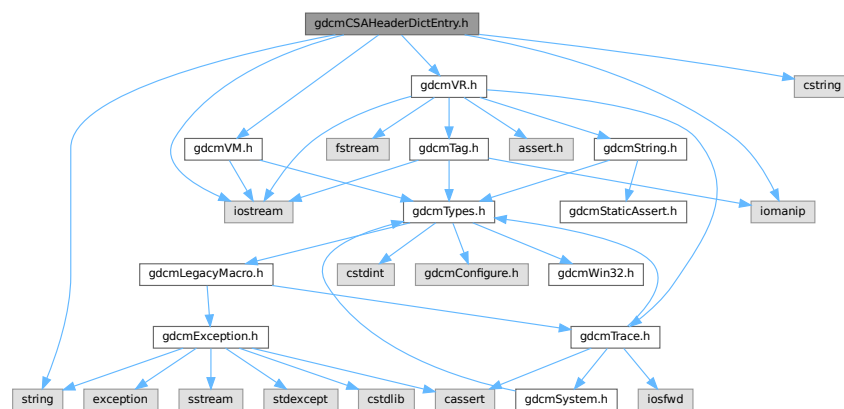 gdcmCSAHeaderDictEntry.h
gdcmVR.h
cstring
gdcmVM.h
fstream
gdcmTag.h
assert.h
gdcmString.h
iostream
gdcmTypes.h
gdcmStaticAssert.h
iomanip
gdcmLegacyMacro.h
cstdint
gdcmConfigure.h
gdcmWin32.h
gdcmException.h
gdcmTrace.h
string
exception
sstream
stdexcept
cstdlib
cassert
gdcmSystem.h
iosfwd